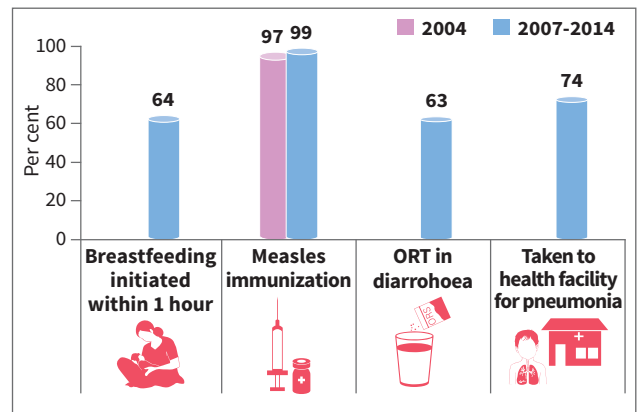 2004 2007-2014
Per cent
100
80
60
40
20
0
64
97 99
63
74
Breastfeeding
initiated
within 1 hour
Measles
immunization
ORT in
diarrohoea
Taken to
health facility
for pneumonia
ORS